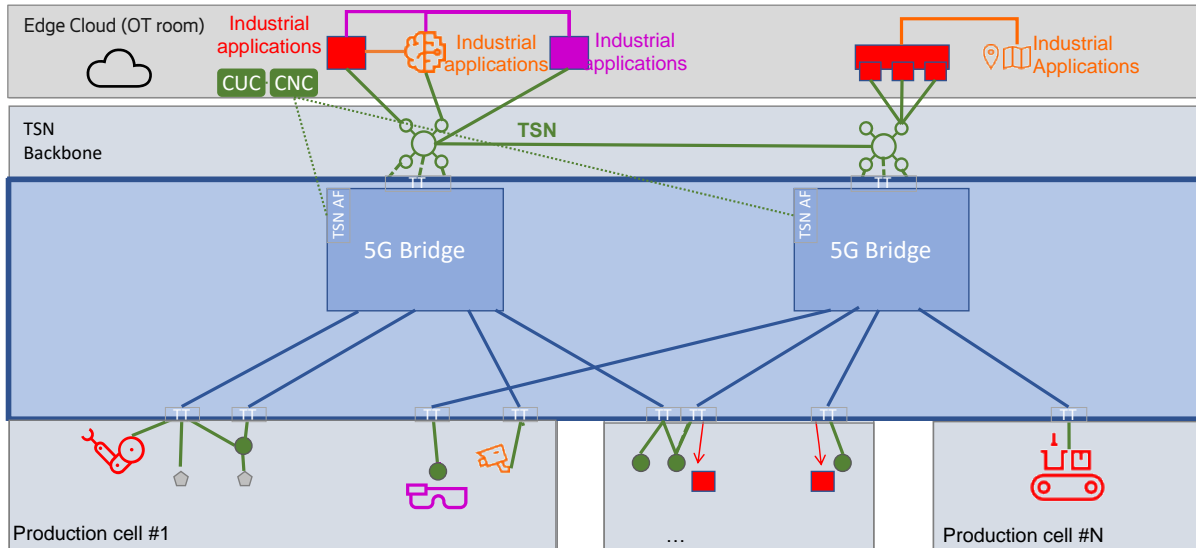 Edge Cloud (OT room)
Industrial
applications
Industrial
applications
Industrial
applications
Industrial
Applications
CUC
CNC
TSN
Backbone
TSN
TT
TT
TSN AF
5G Bridge
TSN AF
5G Bridge
TT
TT
TT
TT
TT
TT
TT
TT
Production cell #1
...
Production cell #N